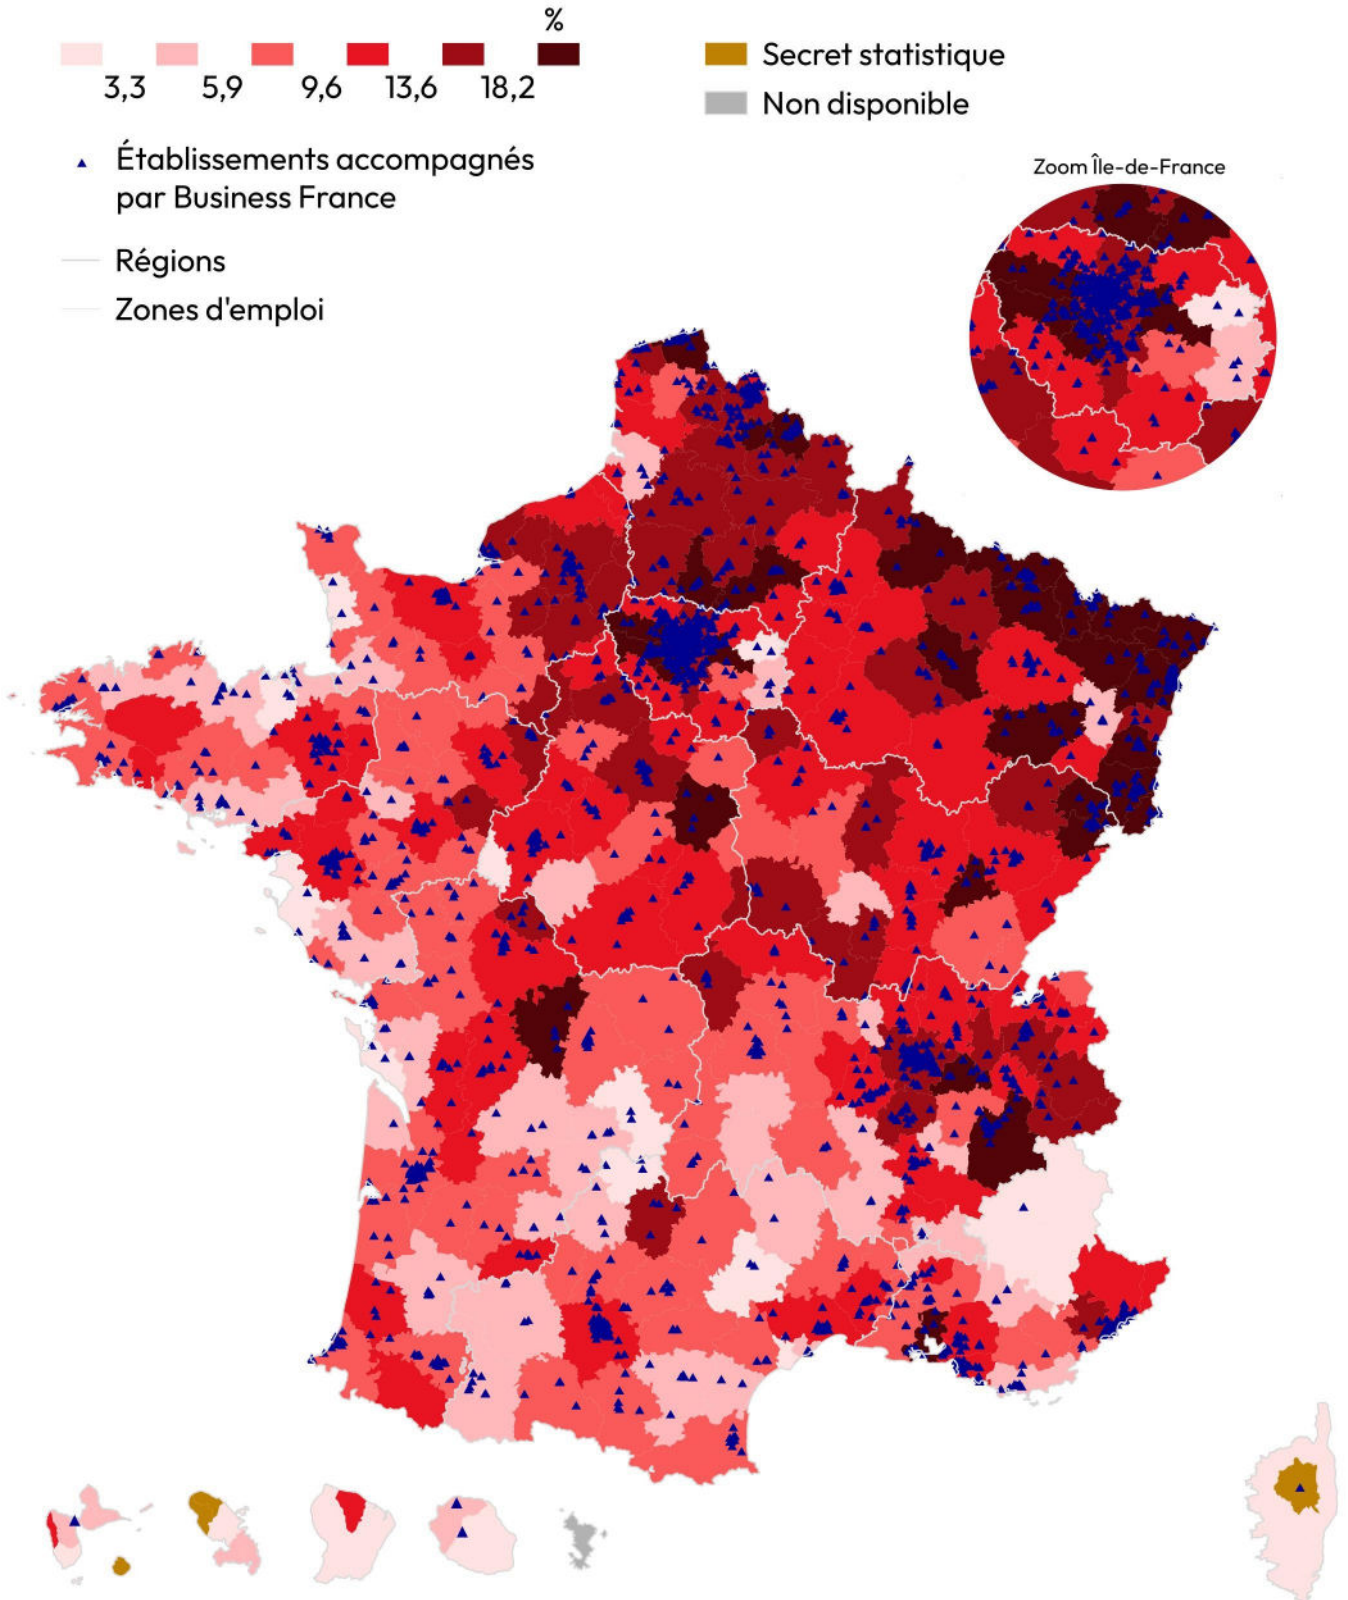 %
3,3 5,9 9,6 13,6 18,2
Secret statistique
Non disponible
Établissements accompagnés
par Business France
Régions
Zones d'emploi
Zoom Île-de-France